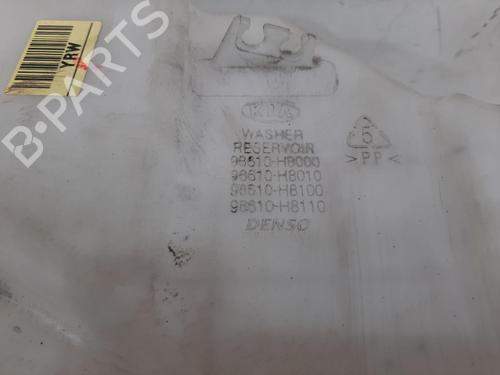 YRW
KIA
WASHER
RESERVOIR
98610-H8000
98610-H8010
98610-H8100
98610-H8110
DENSO
5
>PP<
B-PARTS